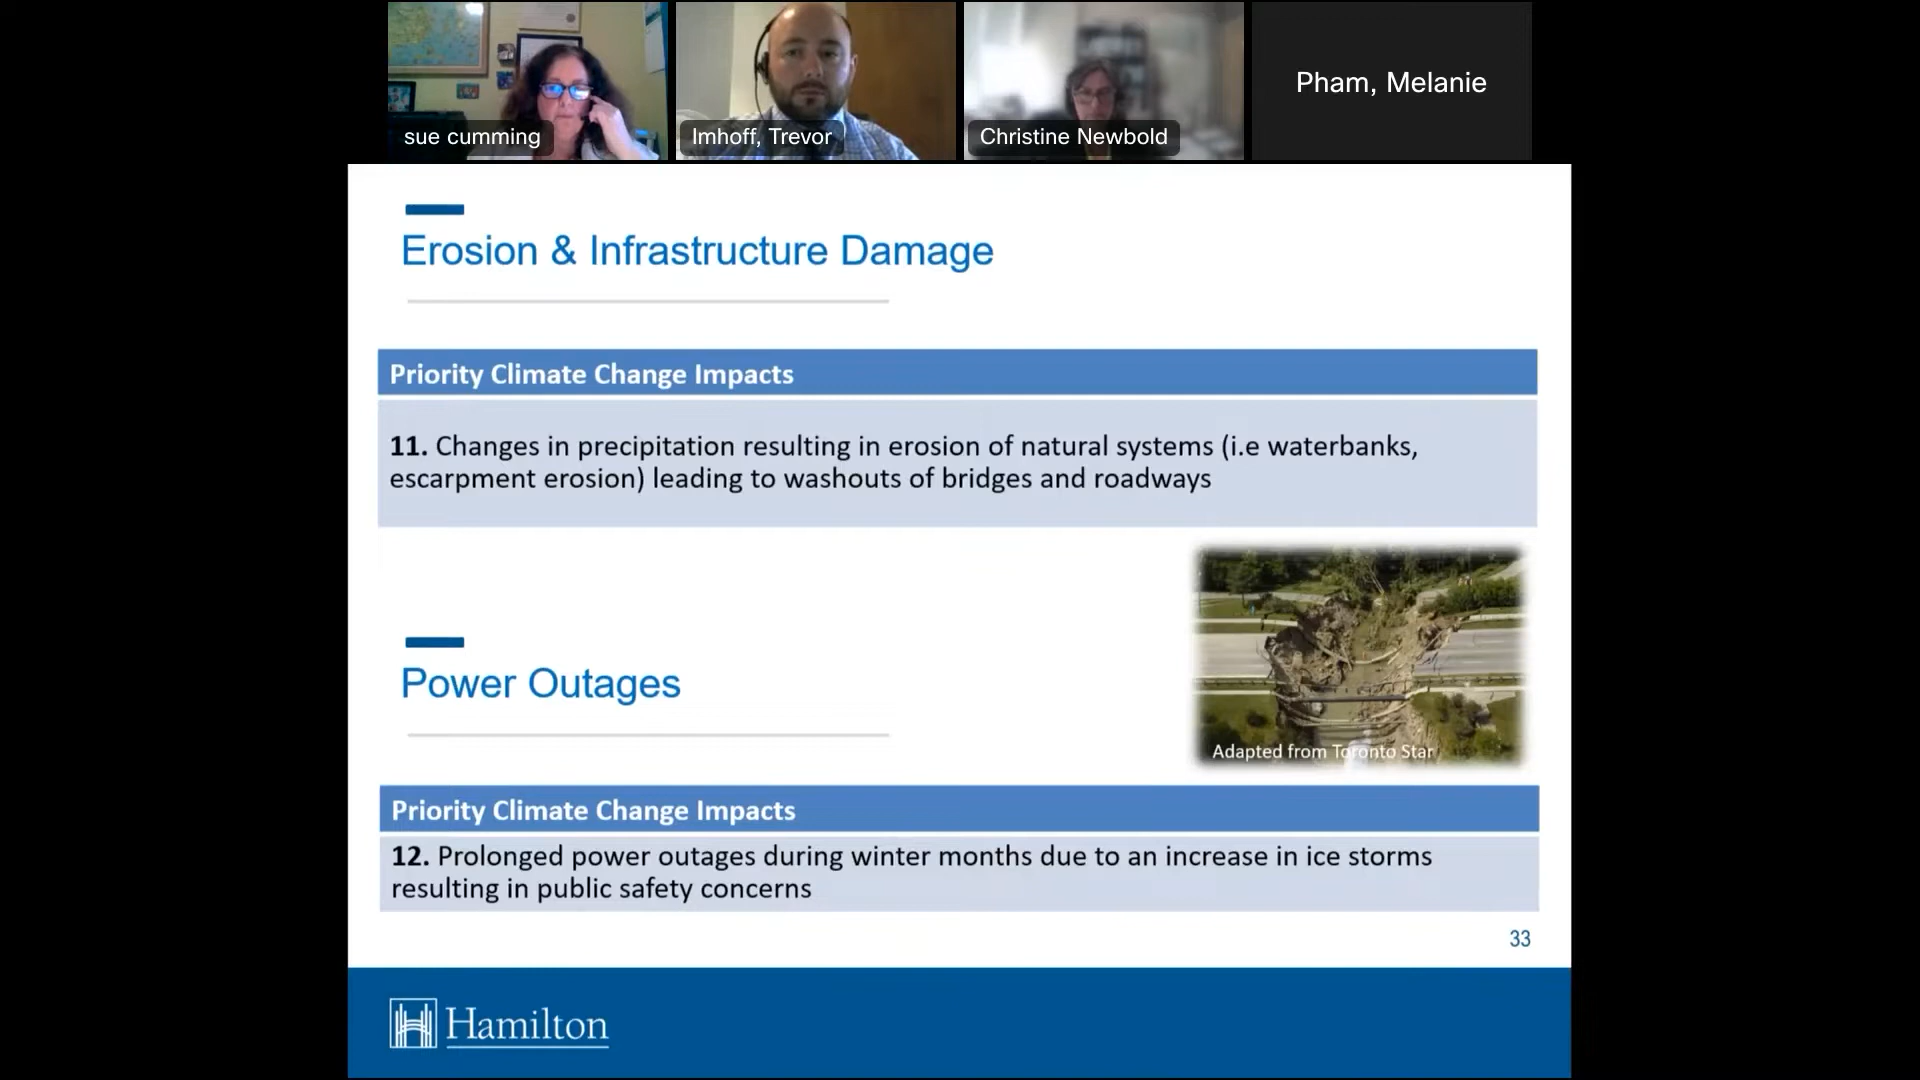 sue cumming
Imhoff, Trevor
Christine Newbold
Pham, Melanie
Erosion & Infrastructure Damage
Priority Climate Change Impacts
11. Changes in precipitation resulting in erosion of natural systems (i.e waterbanks,
escarpment erosion) leading to washouts of bridges and roadways
Adapted from Toronto Star
Power Outages
Priority Climate Change Impacts
12. Prolonged power outages during winter months due to an increase in ice storms
resulting in public safety concerns
33
Hamilton